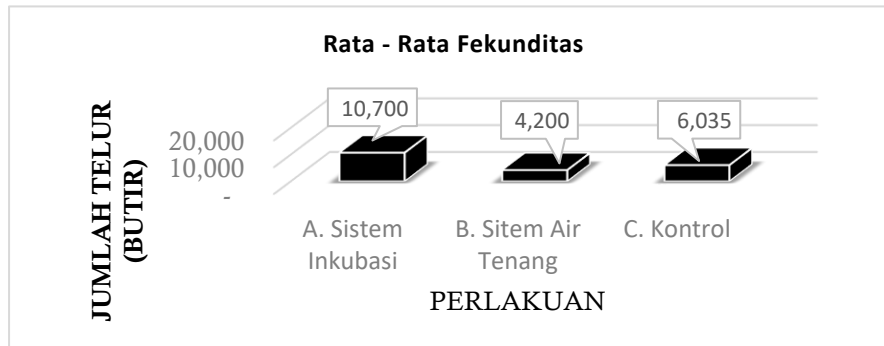 Rata - Rata Fekunditas
JUMLAH TELUR
(BUTIR)
20,000
10,000
-
10,700
4,200
6,035
A. Sistem
Inkubasi
B. Sitem Air
Tenang
C. Kontrol
PERLAKUAN